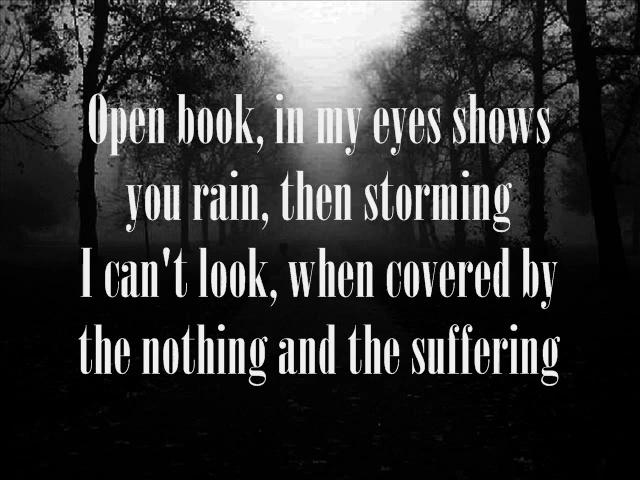 Open book, in my eyes shows
you rain, then storming
I can't look, when covered by
the nothing and the suffering